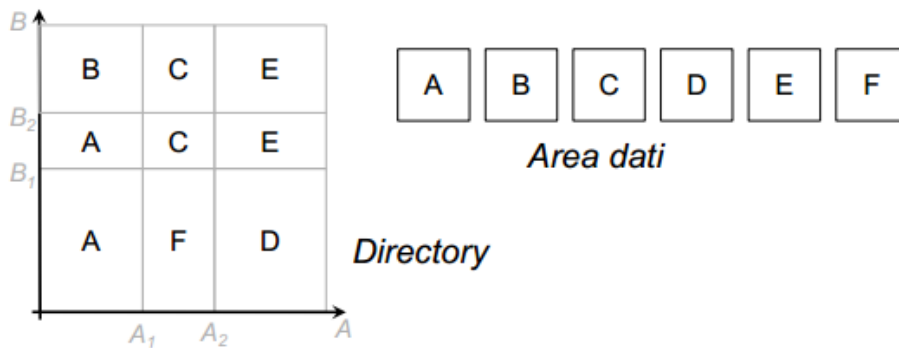 B
B C E
B₂
A C E
B₁
A F D
A₁ A₂ A
Directory
A B C D E F
Area dati